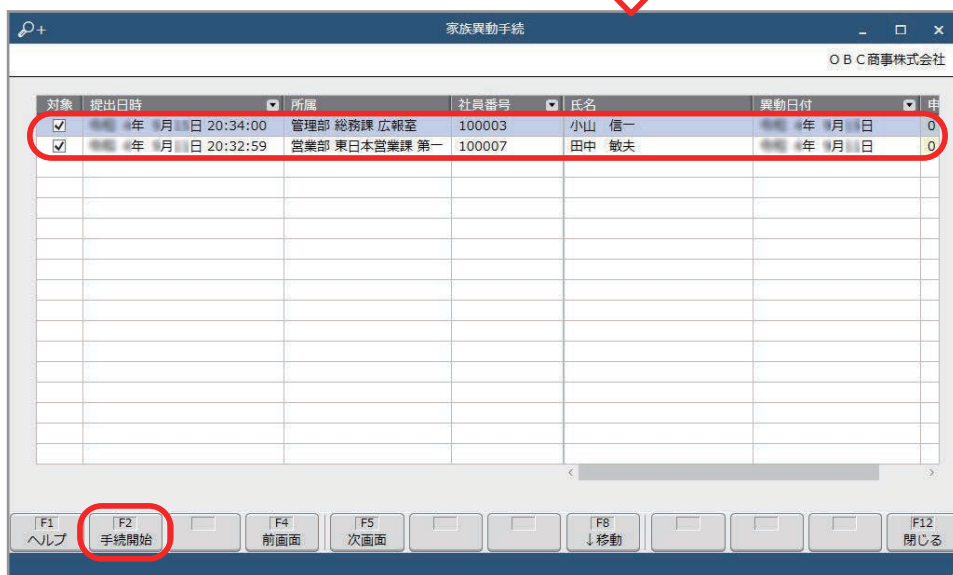 家族異動手続
OBC商事株式会社
対象 提出日時 所属 社員番号 氏名 異動日付 申
年 月 日 20:34:00 管理部 総務課 広報室 100003 小山 信一 年 月 日 0
年 月 日 20:32:59 営業部 東日本営業課 第一 100007 田中 敏夫 年 月 日 0
F1 F2 F4 F5 F8 F12
ヘルプ 手続開始 前画面 次画面 ↓移動 閉じる